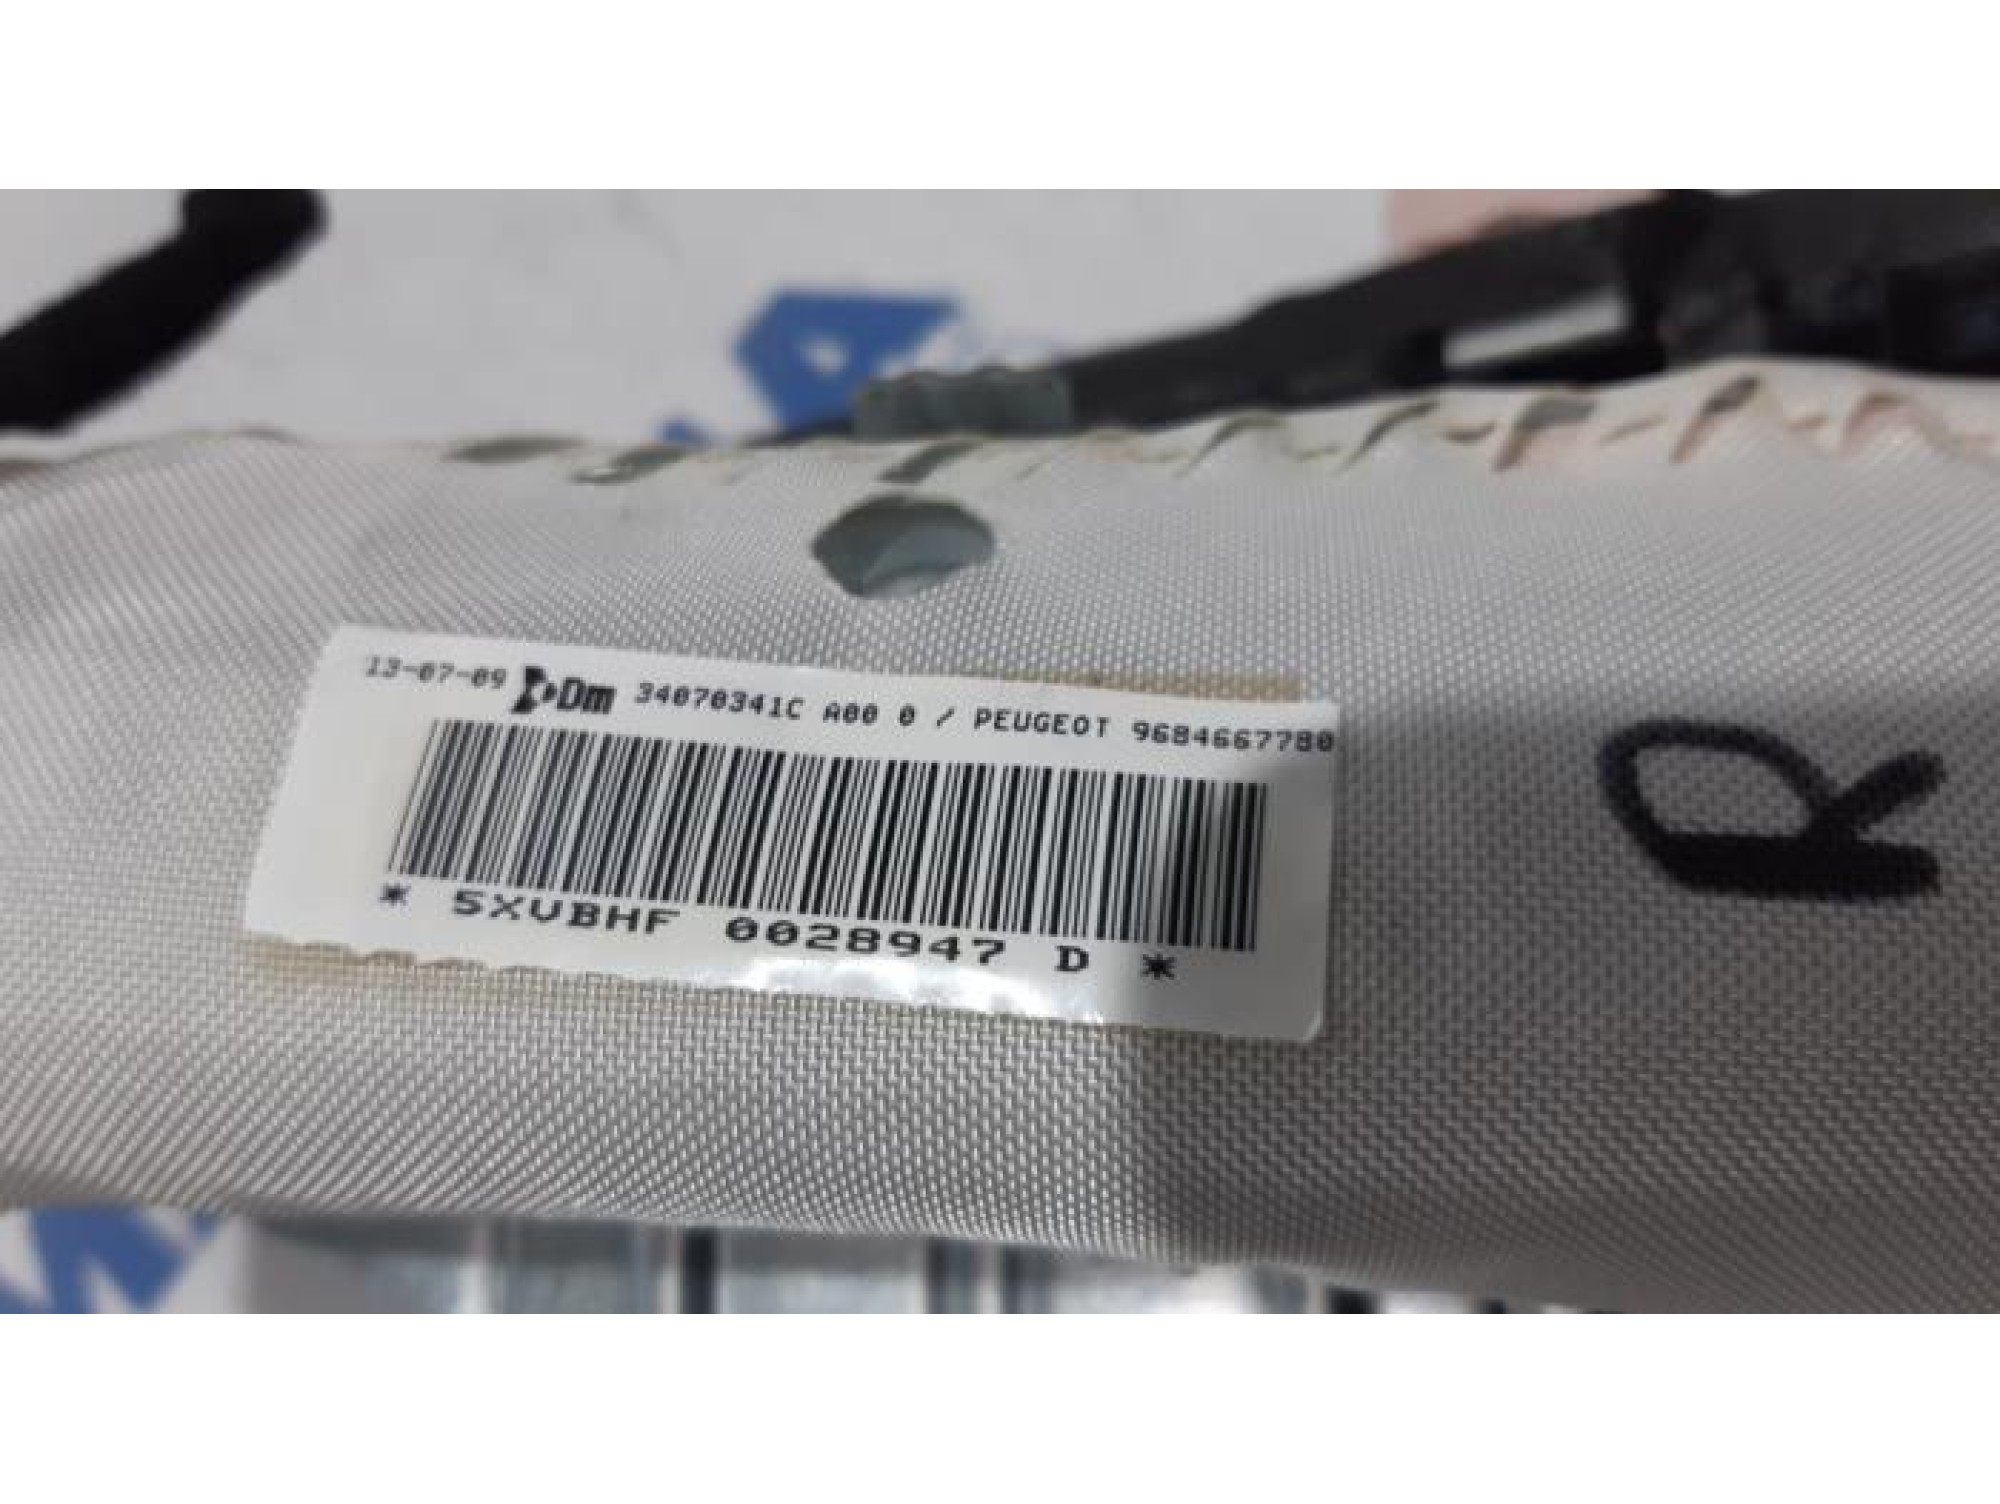 13-07-09 Dm 34070341C A00 0 / PEUGEOT 9684667780
* 5XVBHF 0028947 D *
R